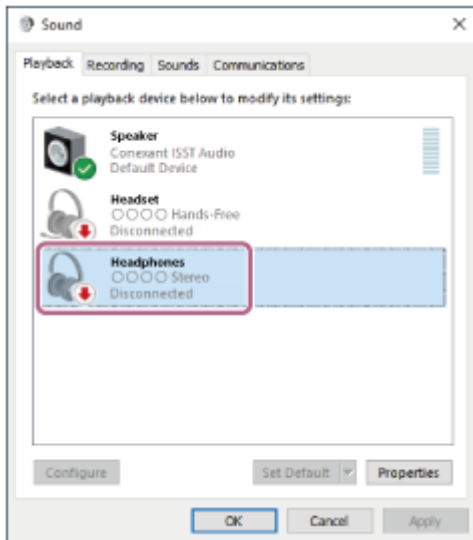 Sound
Playback Recording Sounds Communications
Select a playback device below to modify its settings:
Speaker
Conexant ISST Audio
Default Device
Headset
○○○○ Hands-Free
Disconnected
Headphones
○○○○ Stereo
Disconnected
Configure Set Default Properties
OK Cancel Apply